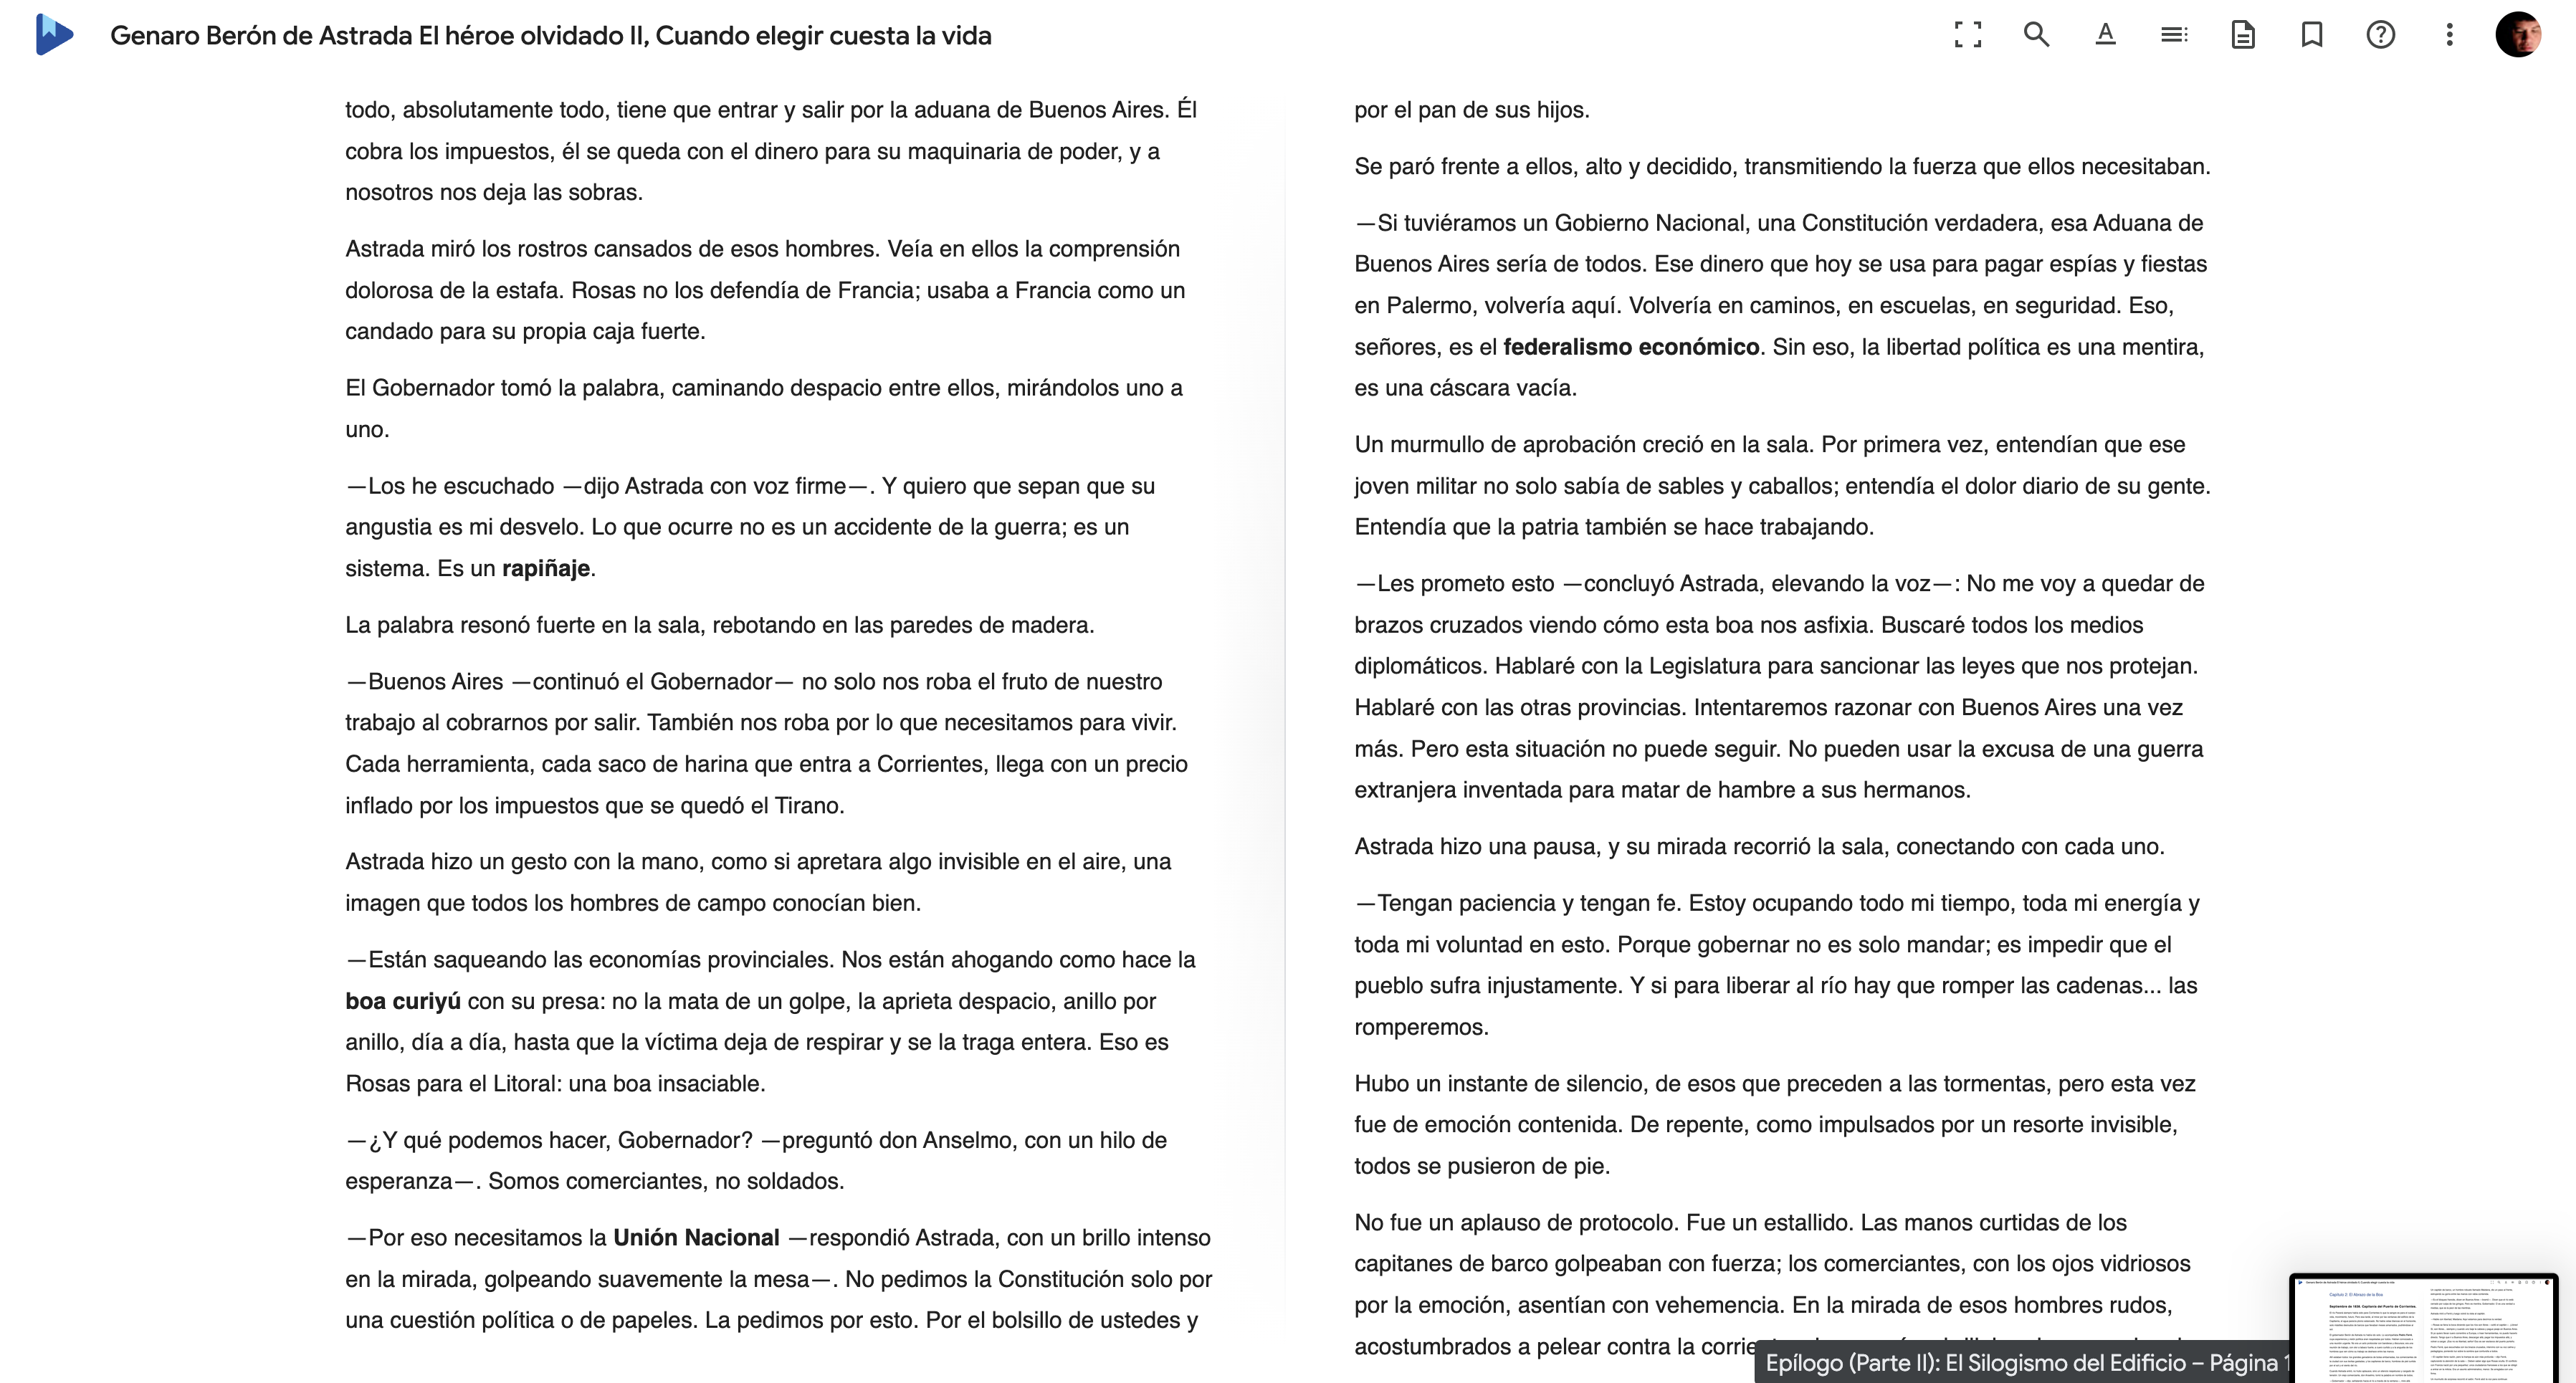 Genaro Berón de Astrada El héroe olvidado II, Cuando elegir cuesta la vida
todo, absolutamente todo, tiene que entrar y salir por la aduana de Buenos Aires. Él
cobra los impuestos, él se queda con el dinero para su maquinaria de poder, y a
nosotros nos deja las sobras.
Astrada miró los rostros cansados de esos hombres. Veía en ellos la comprensión
dolorosa de la estafa. Rosas no los defendía de Francia; usaba a Francia como un
candado para su propia caja fuerte.
El Gobernador tomó la palabra, caminando despacio entre ellos, mirándolos uno a
uno.
—Los he escuchado —dijo Astrada con voz firme—. Y quiero que sepan que su
angustia es mi desvelo. Lo que ocurre no es un accidente de la guerra; es un
sistema. Es un rapiñaje.
La palabra resonó fuerte en la sala, rebotando en las paredes de madera.
—Buenos Aires —continuó el Gobernador— no solo nos roba el fruto de nuestro
trabajo al cobrarnos por salir. También nos roba por lo que necesitamos para vivir.
Cada herramienta, cada saco de harina que entra a Corrientes, llega con un precio
inflado por los impuestos que se quedó el Tirano.
Astrada hizo un gesto con la mano, como si apretara algo invisible en el aire, una
imagen que todos los hombres de campo conocían bien.
—Están saqueando las economías provinciales. Nos están ahogando como hace la
boa curiyú con su presa: no la mata de un golpe, la aprieta despacio, anillo por
anillo, día a día, hasta que la víctima deja de respirar y se la traga entera. Eso es
Rosas para el Litoral: una boa insaciable.
—¿Y qué podemos hacer, Gobernador? —preguntó don Anselmo, con un hilo de
esperanza—. Somos comerciantes, no soldados.
—Por eso necesitamos la Unión Nacional —respondió Astrada, con un brillo intenso
en la mirada, golpeando suavemente la mesa—. No pedimos la Constitución solo por
una cuestión política o de papeles. La pedimos por esto. Por el bolsillo de ustedes y
por el pan de sus hijos.
Se paró frente a ellos, alto y decidido, transmitiendo la fuerza que ellos necesitaban.
—Si tuviéramos un Gobierno Nacional, una Constitución verdadera, esa Aduana de
Buenos Aires sería de todos. Ese dinero que hoy se usa para pagar espías y fiestas
en Palermo, volvería aquí. Volvería en caminos, en escuelas, en seguridad. Eso,
señores, es el federalismo económico. Sin eso, la libertad política es una mentira,
es una cáscara vacía.
Un murmullo de aprobación creció en la sala. Por primera vez, entendían que ese
joven militar no solo sabía de sables y caballos; entendía el dolor diario de su gente.
Entendía que la patria también se hace trabajando.
—Les prometo esto —concluyó Astrada, elevando la voz—: No me voy a quedar de
brazos cruzados viendo cómo esta boa nos asfixia. Buscaré todos los medios
diplomáticos. Hablaré con la Legislatura para sancionar las leyes que nos protejan.
Hablaré con las otras provincias. Intentaremos razonar con Buenos Aires una vez
más. Pero esta situación no puede seguir. No pueden usar la excusa de una guerra
extranjera inventada para matar de hambre a sus hermanos.
Astrada hizo una pausa, y su mirada recorrió la sala, conectando con cada uno.
—Tengan paciencia y tengan fe. Estoy ocupando todo mi tiempo, toda mi energía y
toda mi voluntad en esto. Porque gobernar no es solo mandar; es impedir que el
pueblo sufra injustamente. Y si para liberar al río hay que romper las cadenas... las
romperemos.
Hubo un instante de silencio, de esos que preceden a las tormentas, pero esta vez
fue de emoción contenida. De repente, como impulsados por un resorte invisible,
todos se pusieron de pie.
No fue un aplauso de protocolo. Fue un estallido. Las manos curtidas de los
capitanes de barco golpeaban con fuerza; los comerciantes, con los ojos vidriosos
por la emoción, asentían con vehemencia. En la mirada de esos hombres rudos,
acostumbrados a pelear contra la
Epílogo (Parte II): El Silogismo del Edificio – Página